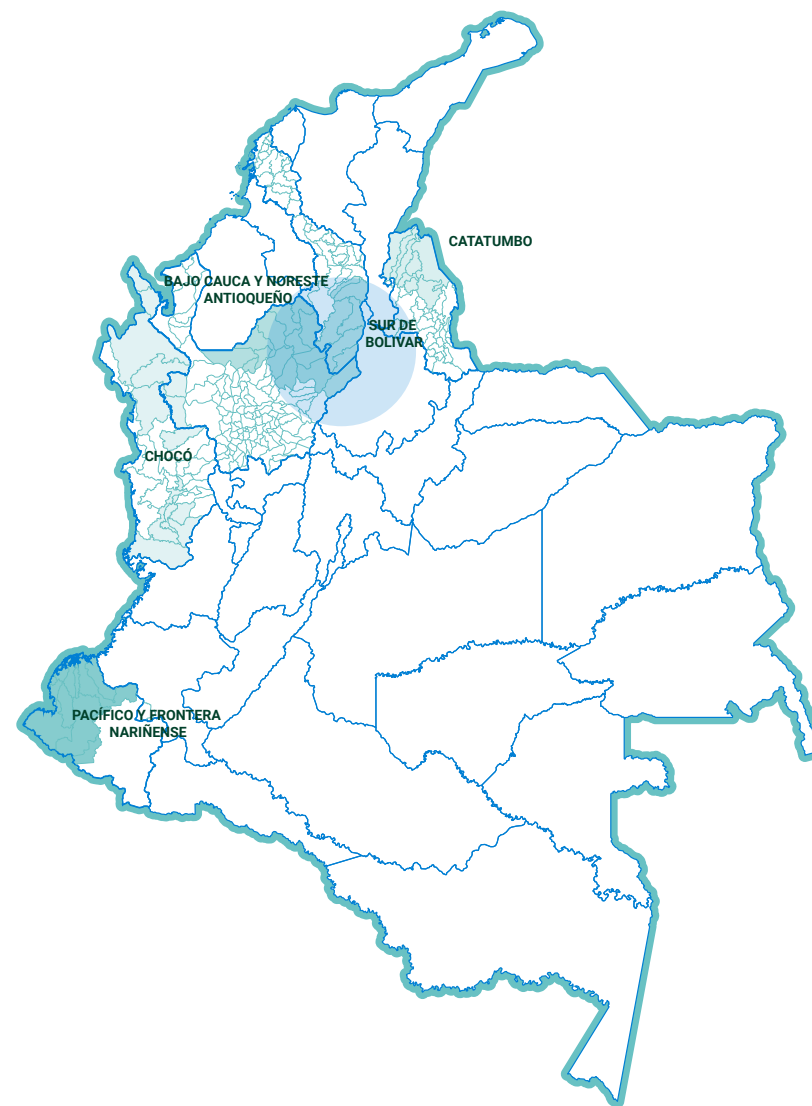 CATATUMBO
BAJO CAUCA Y NORESTE
ANTIOQUEÑO
SUR DE
BOLIVAR
CHOCÓ
PACÍFICO Y FRONTERA
NARIÑENSE